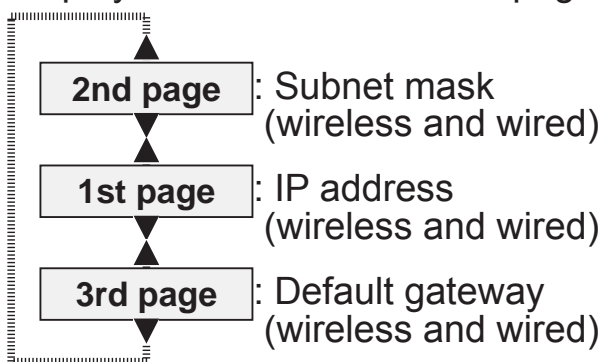 2nd page : Subnet mask
(wireless and wired)
1st page : IP address
(wireless and wired)
3rd page : Default gateway
(wireless and wired)